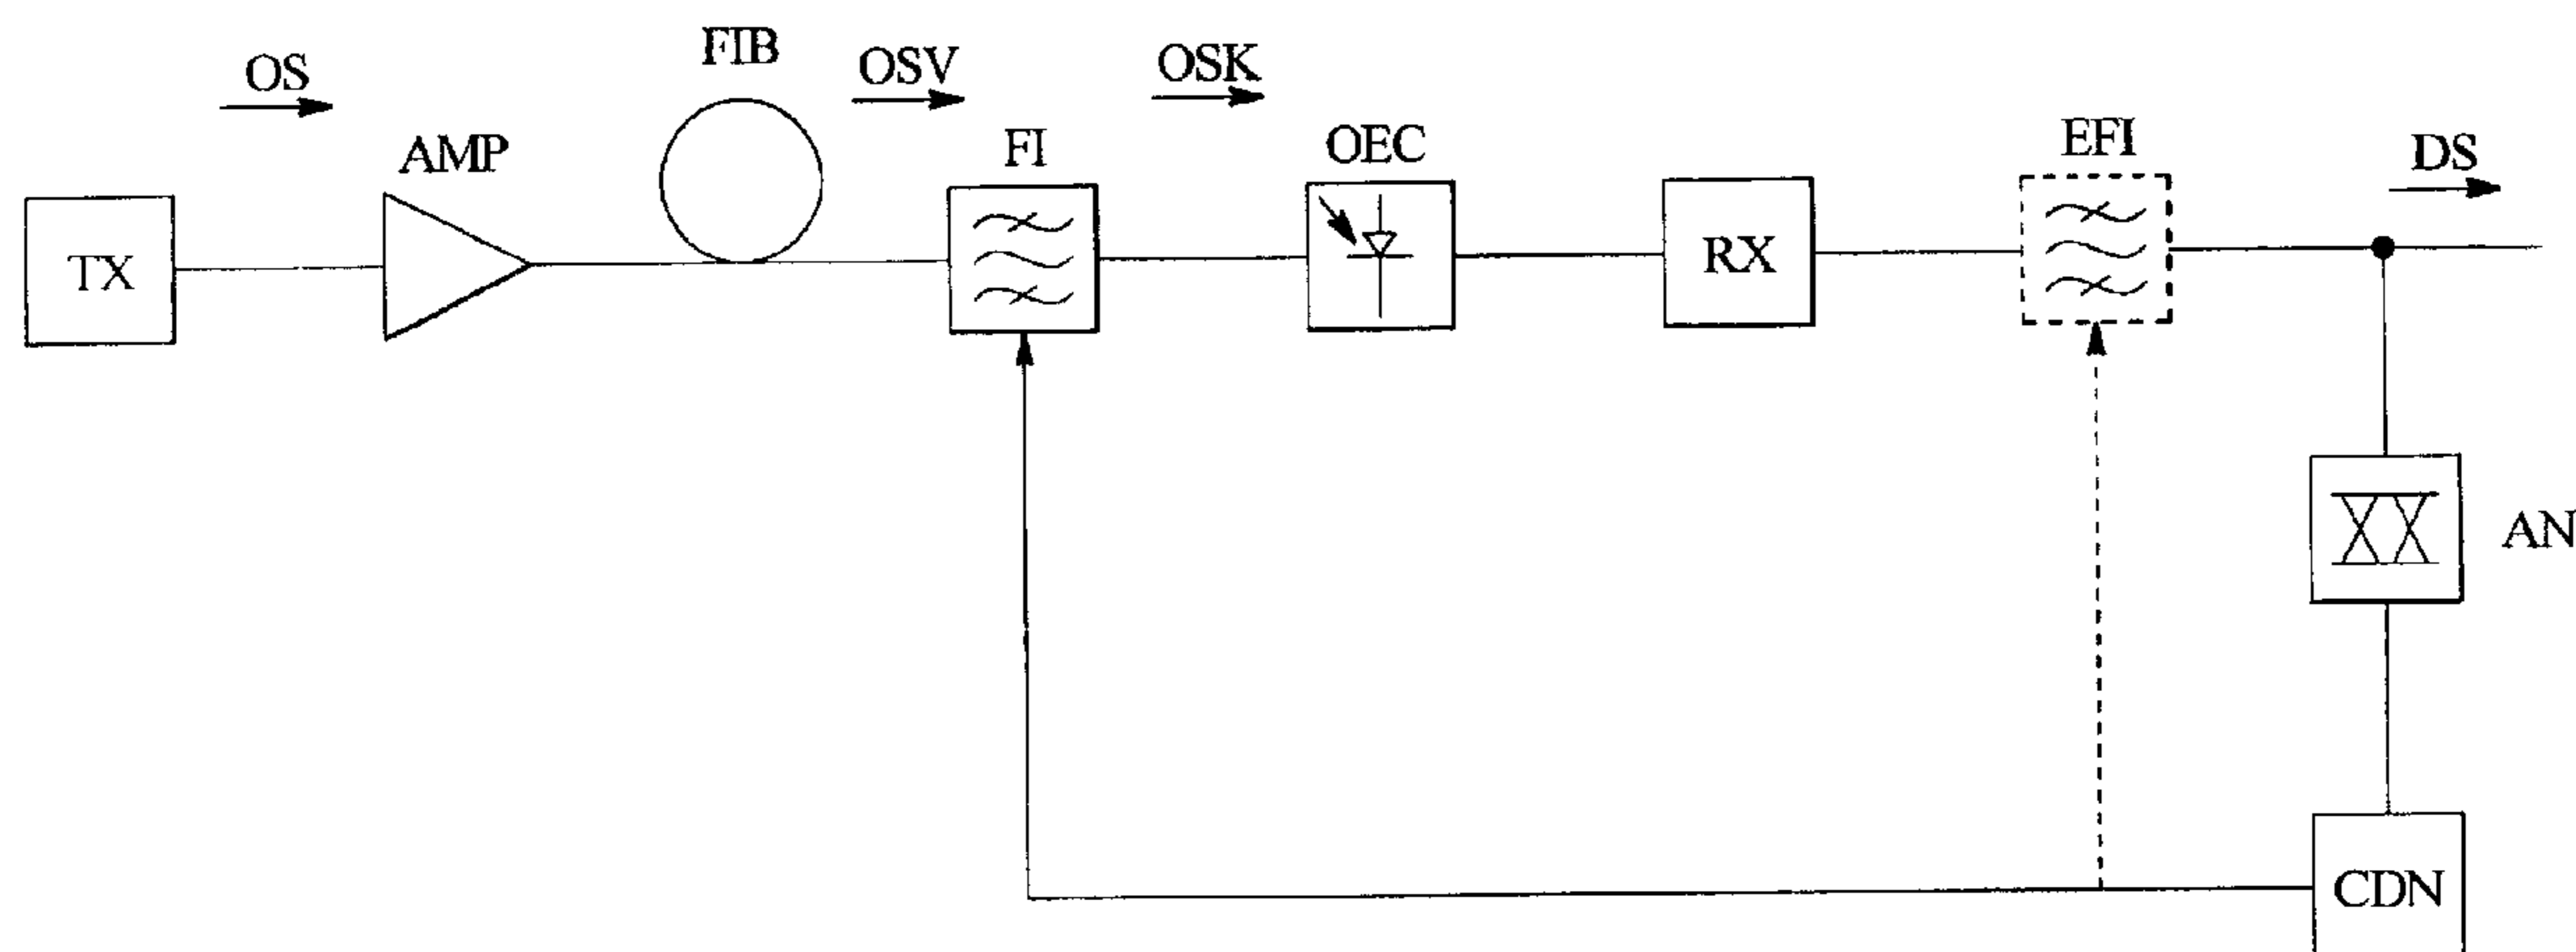 OS
FIB
OSV
OSK
AMP
FI
OEC
EFI
DS
TX
RX
AN
CDN